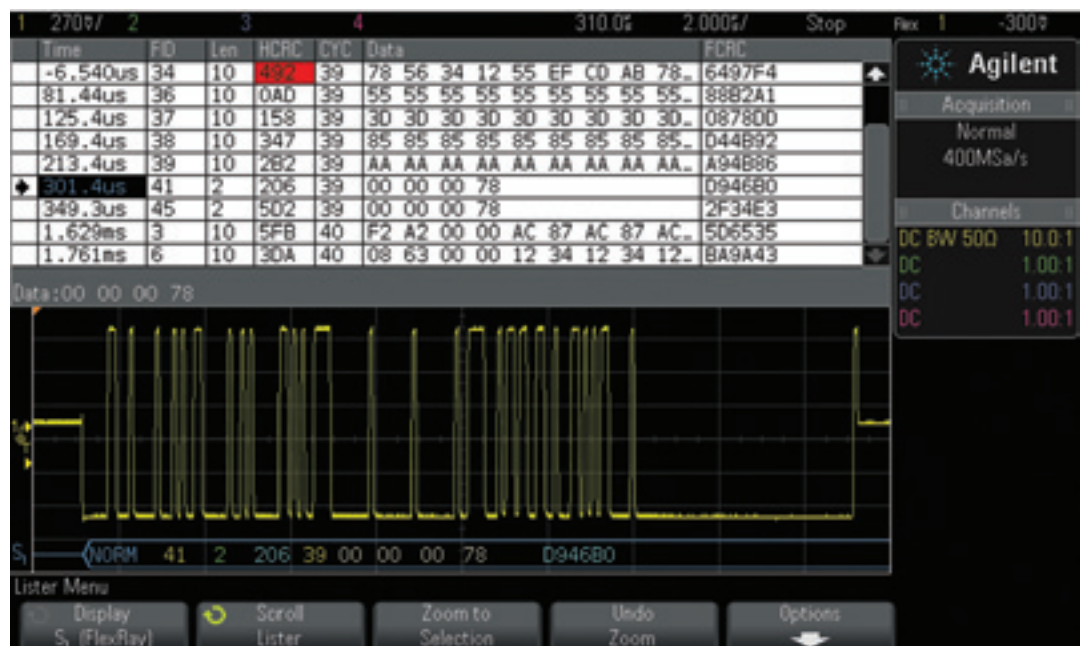 1 270▽/ 2 3 4 310.0% 2.000%/ Stop Flex 1 -300▽
Time FID Len HCRC CYC Data FCRC
-6.540us 34 10 492 39 78 56 34 12 55 EF CD AB 78… 6497F4
81.44us 36 10 0AD 39 55 55 55 55 55 55 55 55 55… 88B2A1
125.4us 37 10 158 39 3D 3D 3D 3D 3D 3D 3D 3D 3D… 0878DD
169.4us 38 10 347 39 85 85 85 85 85 85 85 85 85… D44B92
213.4us 39 10 2B2 39 AA AA AA AA AA AA AA AA AA… A94B86
301.4us 41 2 206 39 00 00 00 78 D946B0
349.3us 45 2 502 39 00 00 00 78 2F34E3
1.629ms 3 10 5FB 40 F2 A2 00 00 AC 87 AC 87 AC… 5D6535
1.761ms 6 10 3DA 40 08 63 00 00 12 34 12 34 12… BA9A43
Data:00 00 00 78
S₁ NORM 41 2 206 39 00 00 00 78 D946B0
Agilent
Acquisition
Normal
400MSa/s
Channels
DC BW 50Ω 10.0:1
DC 1.00:1
DC 1.00:1
DC 1.00:1
Lister Menu
Display
S₁ (FlexRay)
Scroll
Lister
Zoom to
Selection
Undo
Zoom
Options